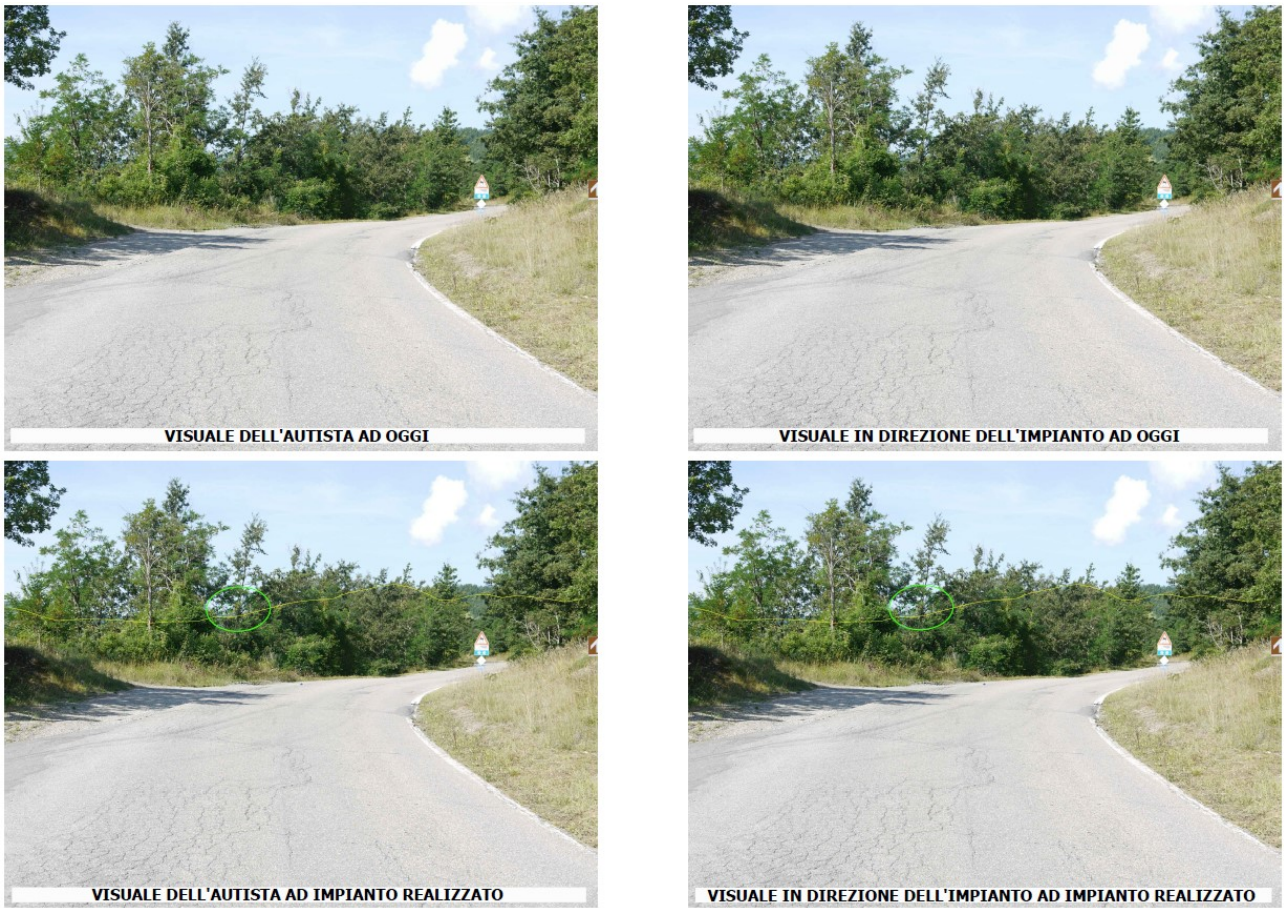 VISUALE DELL'AUTISTA AD OGGI
VISUALE IN DIREZIONE DELL'IMPIANTO AD OGGI
VISUALE DELL'AUTISTA AD IMPIANTO REALIZZATO
VISUALE IN DIREZIONE DELL'IMPIANTO AD IMPIANTO REALIZZATO